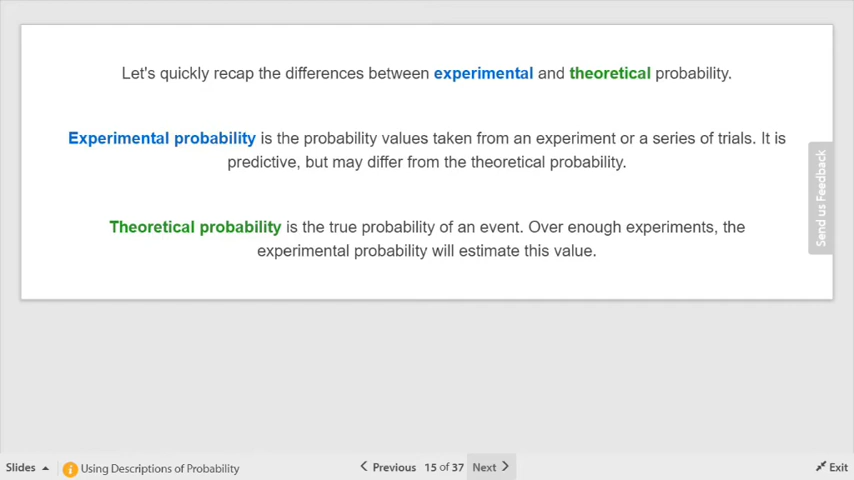 Let's quickly recap the differences between experimental and theoretical probability.
Experimental probability is the probability values taken from an experiment or a series of trials. It is
predictive, but may differ from the theoretical probability.
Theoretical probability is the true probability of an event. Over enough experiments, the
experimental probability will estimate this value.
Send us Feedback
Slides
Using Descriptions of Probability
Previous
15 of 37
Next
Exit